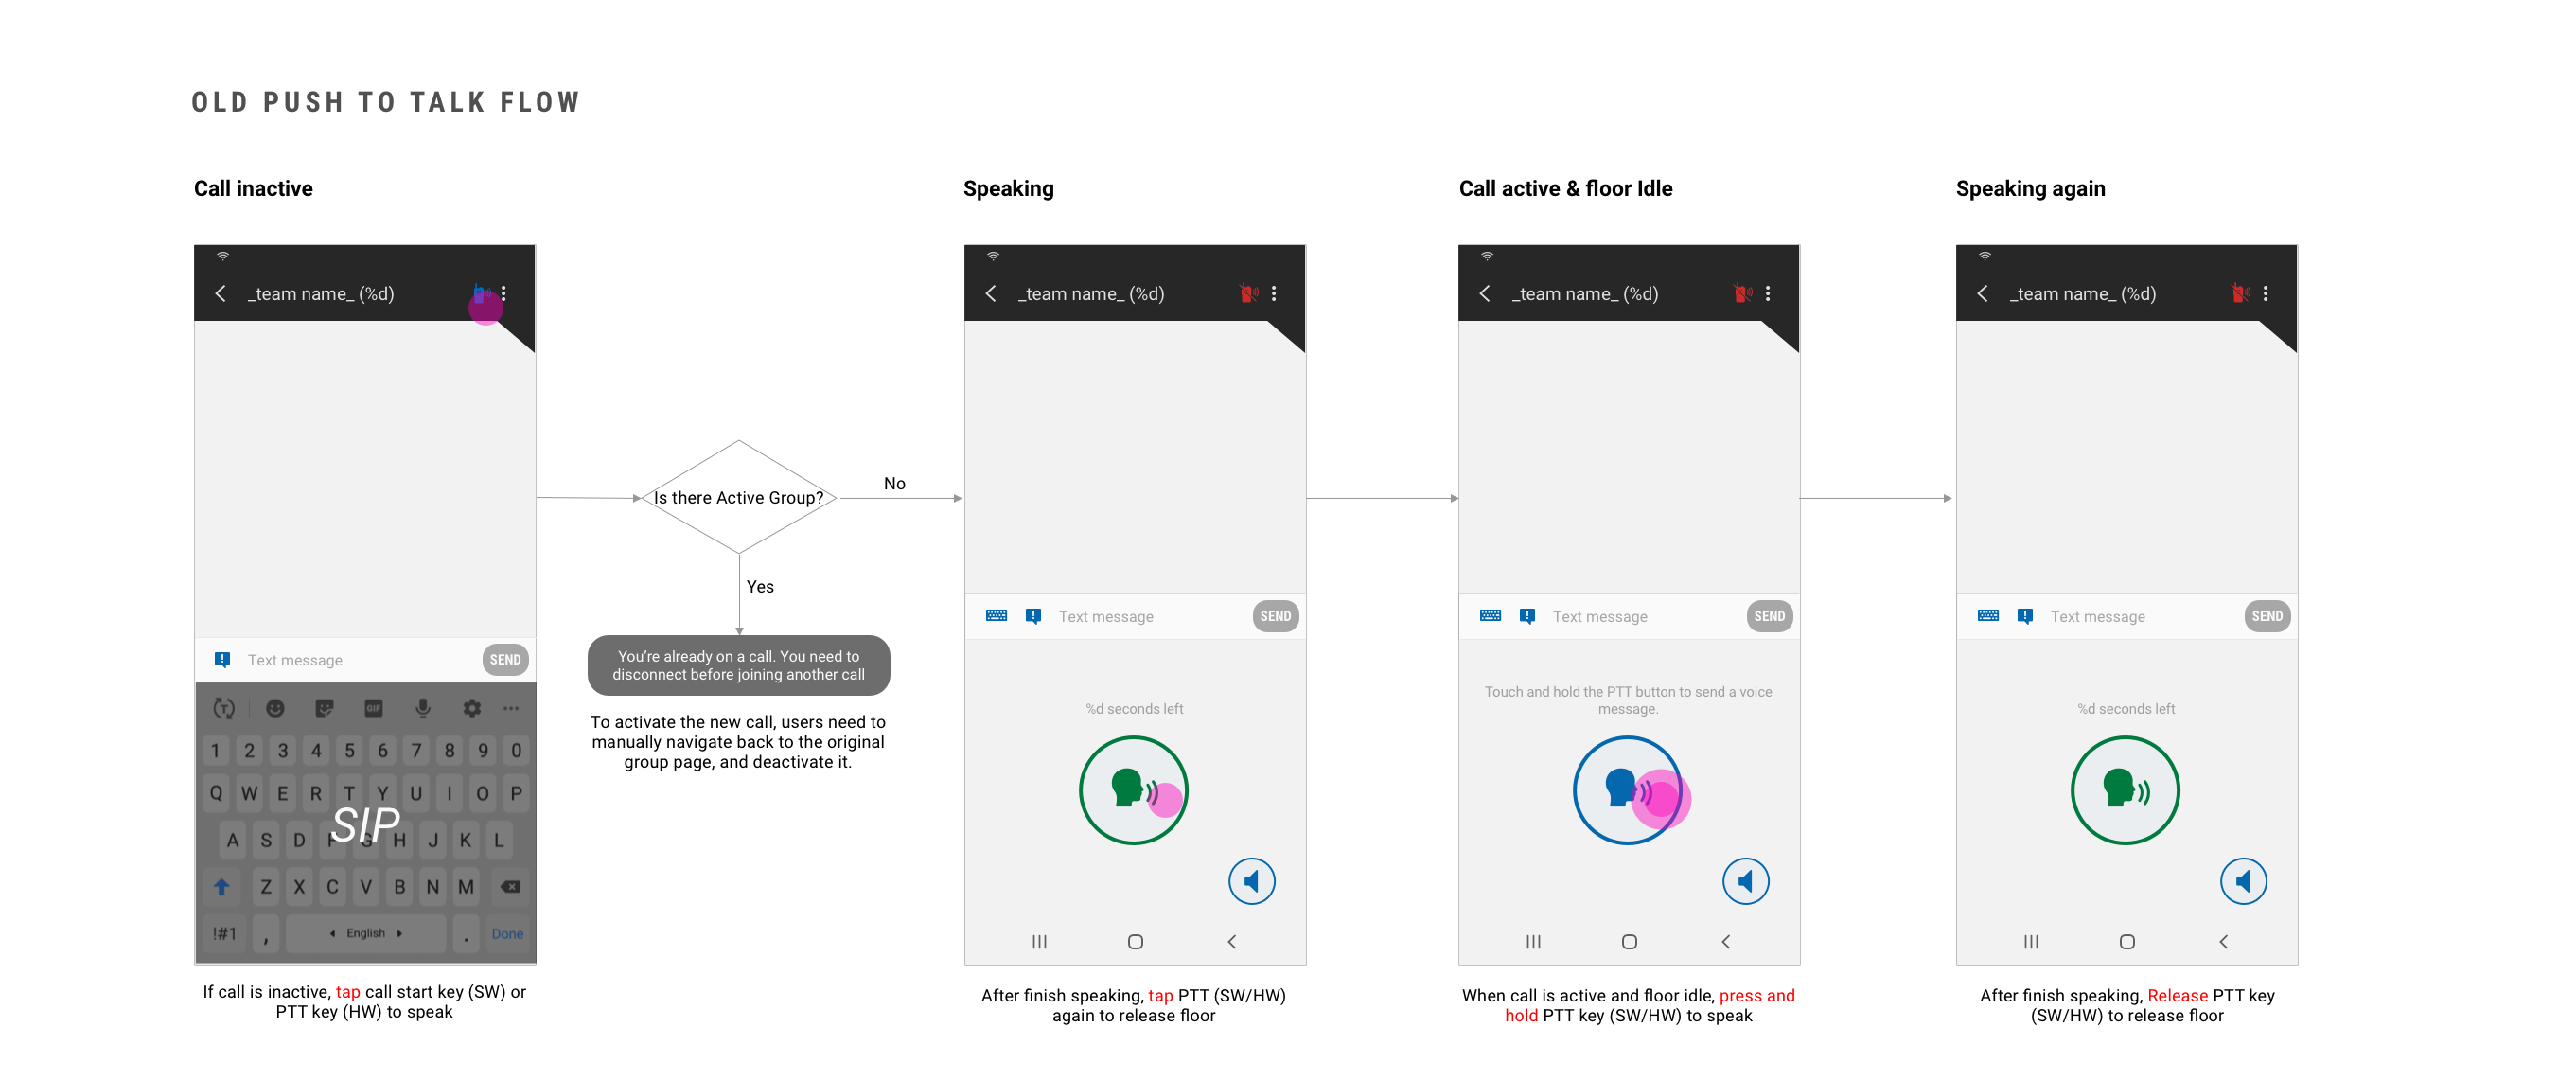 OLD PUSH TO TALK FLOW
Call inactive
_team name_ (%d)
Text message
SEND
GIF
1 2 3 4 5 6 7 8 9 0
Q W E R T Y U I O P
A S D F G H J K L
SIP
Z X C V B N M
!#1 , English . Done
If call is inactive, tap call start key (SW) or
PTT key (HW) to speak
Is there Active Group?
No
Yes
You're already on a call. You need to
disconnect before joining another call
To activate the new call, users need to
manually navigate back to the original
group page, and deactivate it.
Speaking
_team name_ (%d)
Text message
SEND
%d seconds left
After finish speaking, tap PTT (SW/HW)
again to release floor
Call active & floor Idle
_team name_ (%d)
Text message
SEND
Touch and hold the PTT button to send a voice
message.
When call is active and floor idle, press and
hold PTT key (SW/HW) to speak
Speaking again
_team name_ (%d)
Text message
SEND
%d seconds left
After finish speaking, Release PTT key
(SW/HW) to release floor